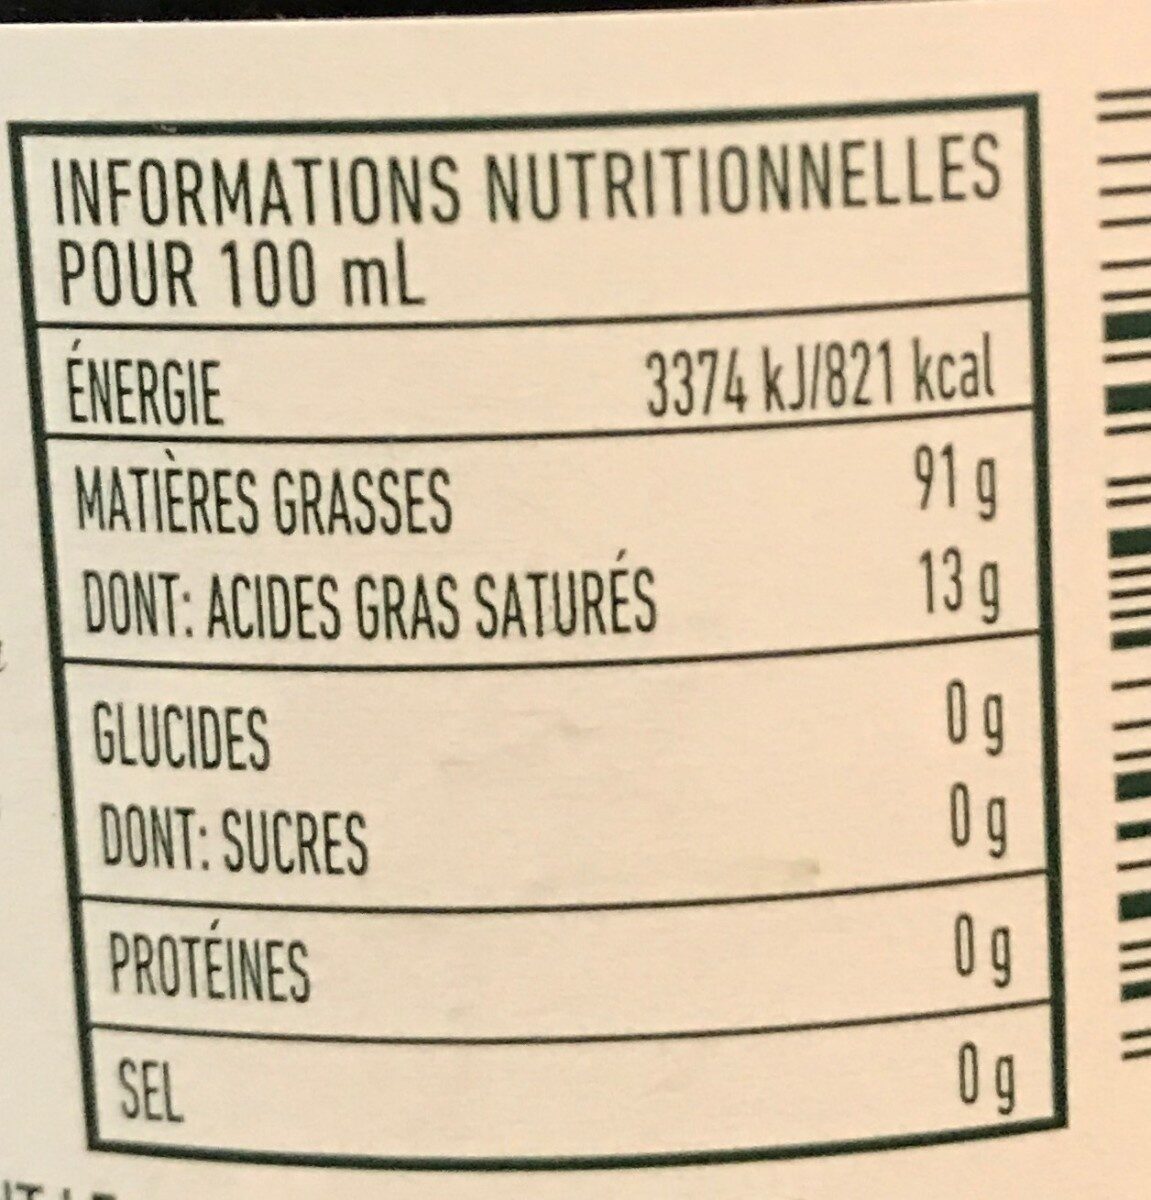 INFORMATIONS NUTRITIONNELLES
POUR 100 mL
ÉNERGIE 3374 kJ/821 kcal
MATIÈRES GRASSES 91 g
DONT: ACIDES GRAS SATURÉS 13 g
GLUCIDES 0 g
DONT: SUCRES 0 g
PROTÉINES 0 g
SEL 0 g